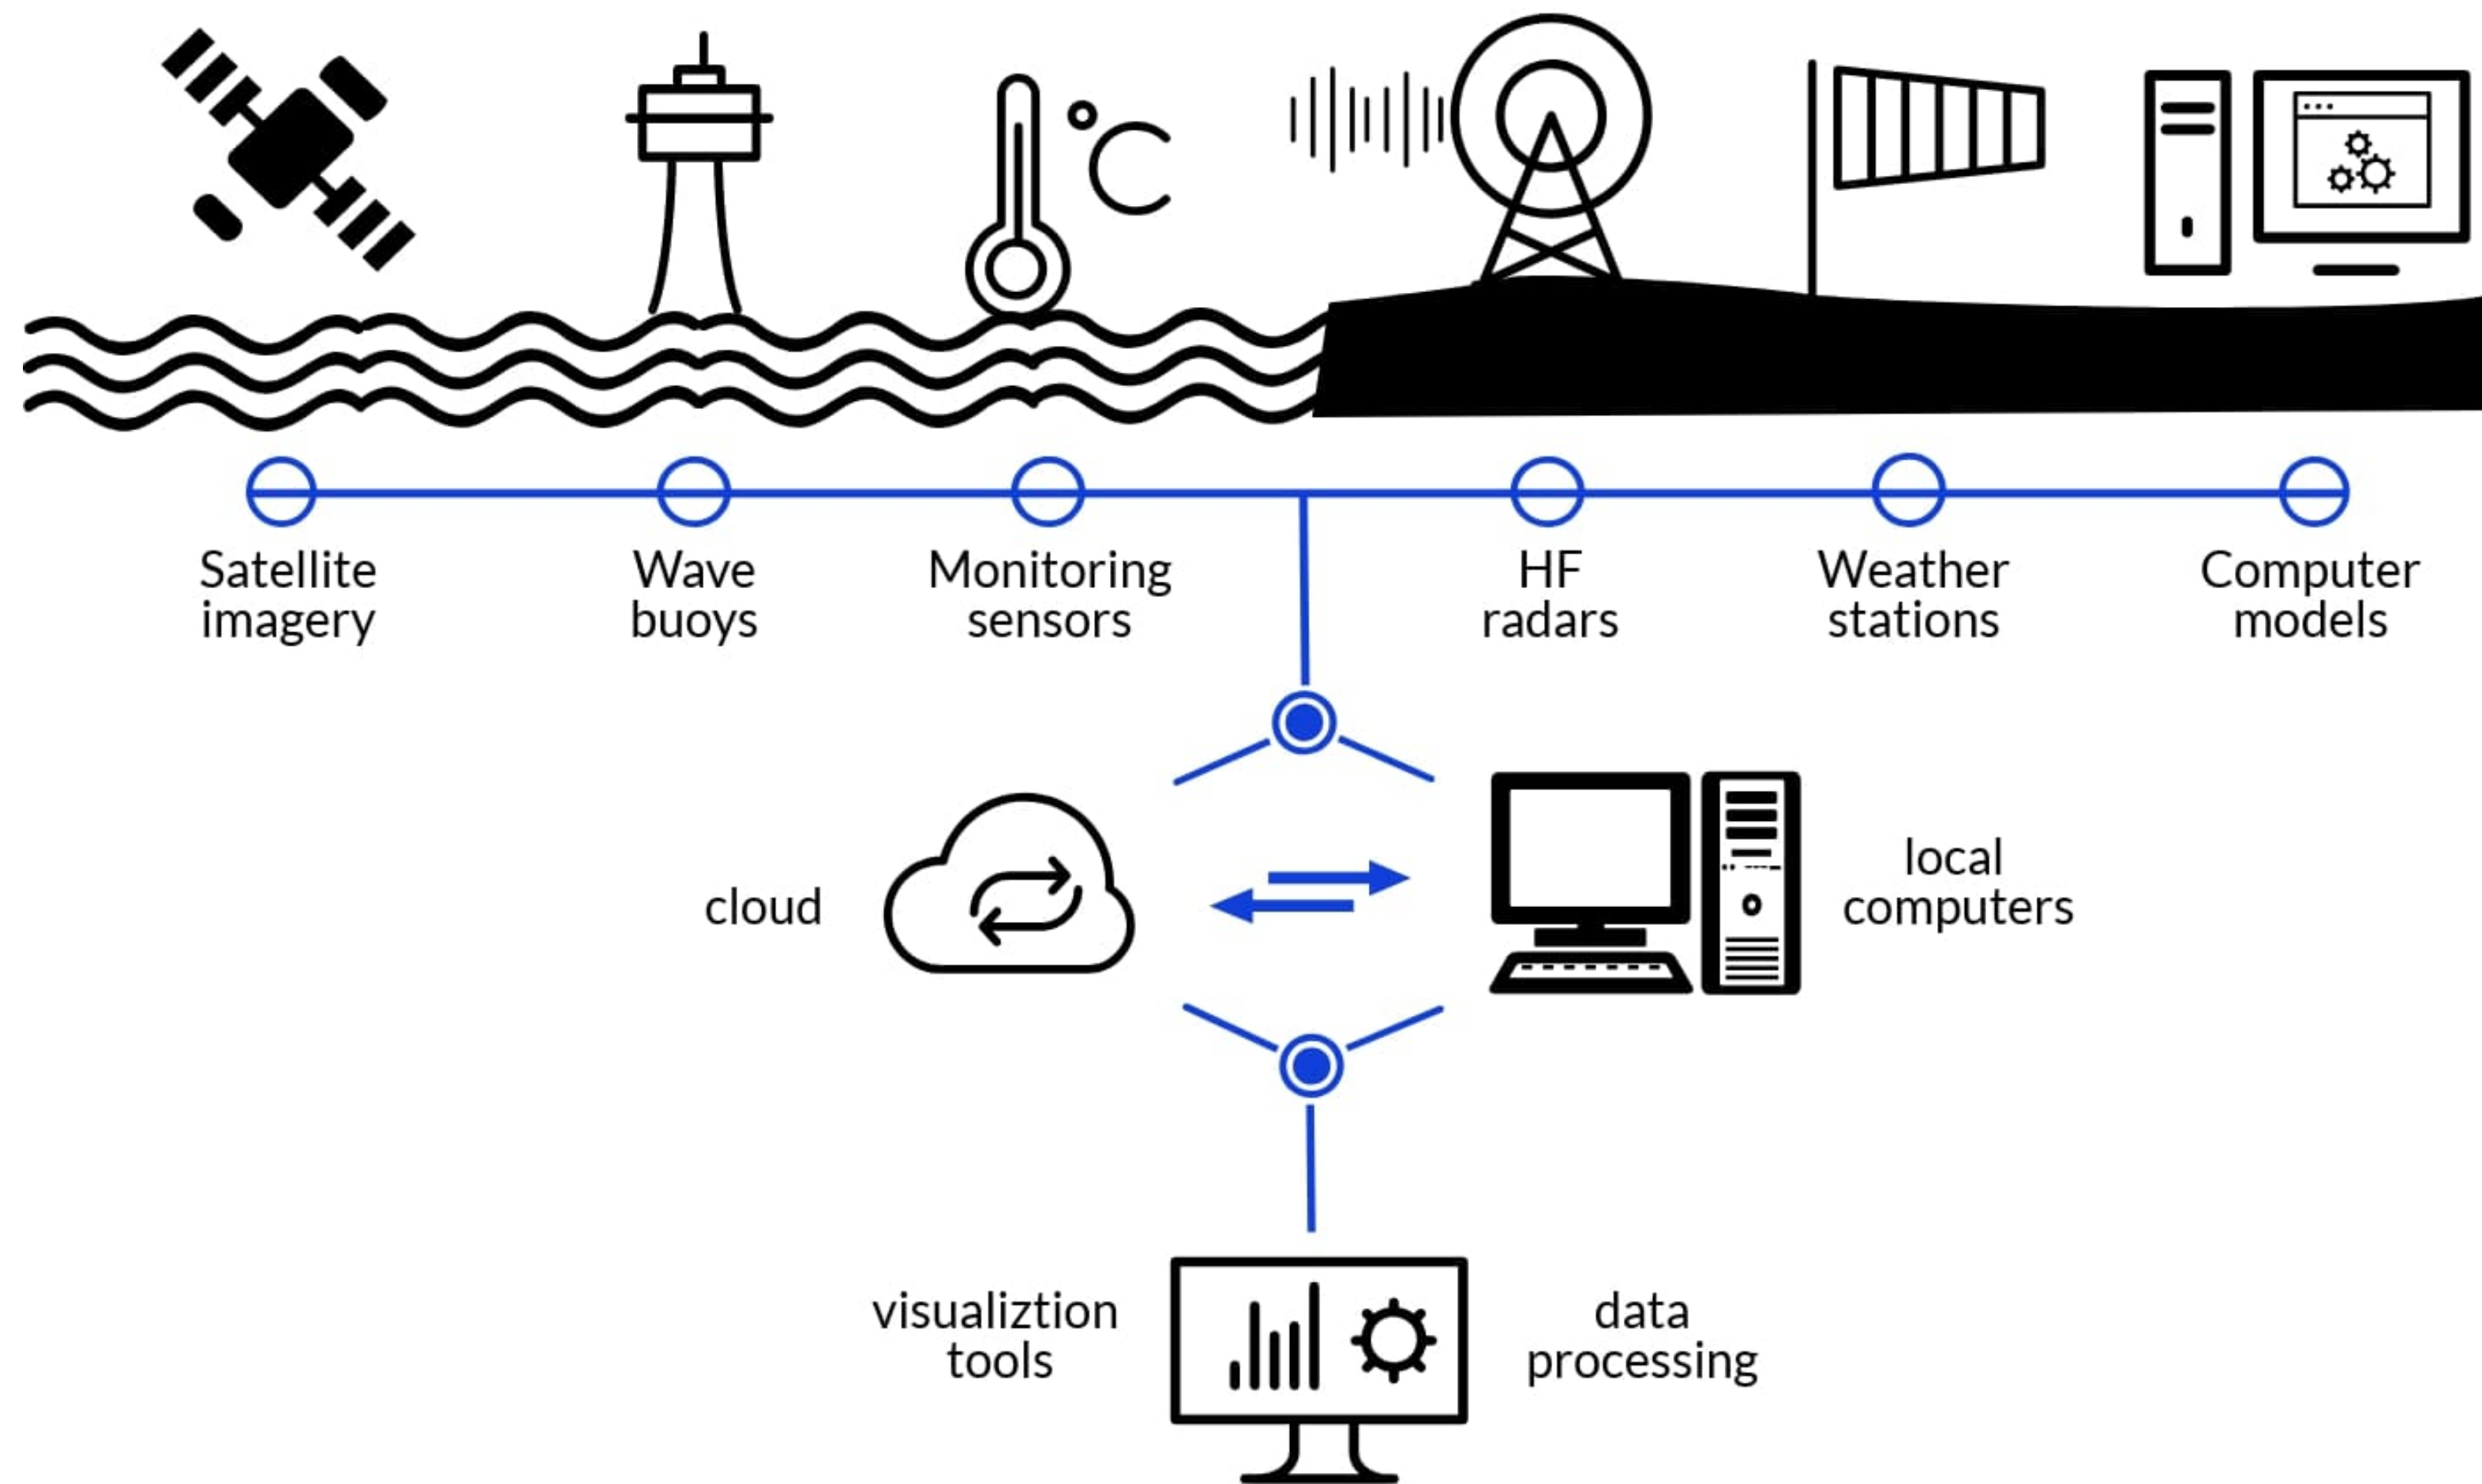 °C
Satellite
imagery
Wave
buoys
Monitoring
sensors
HF
radars
Weather
stations
Computer
models
cloud
local
computers
visualiztion
tools
data
processing